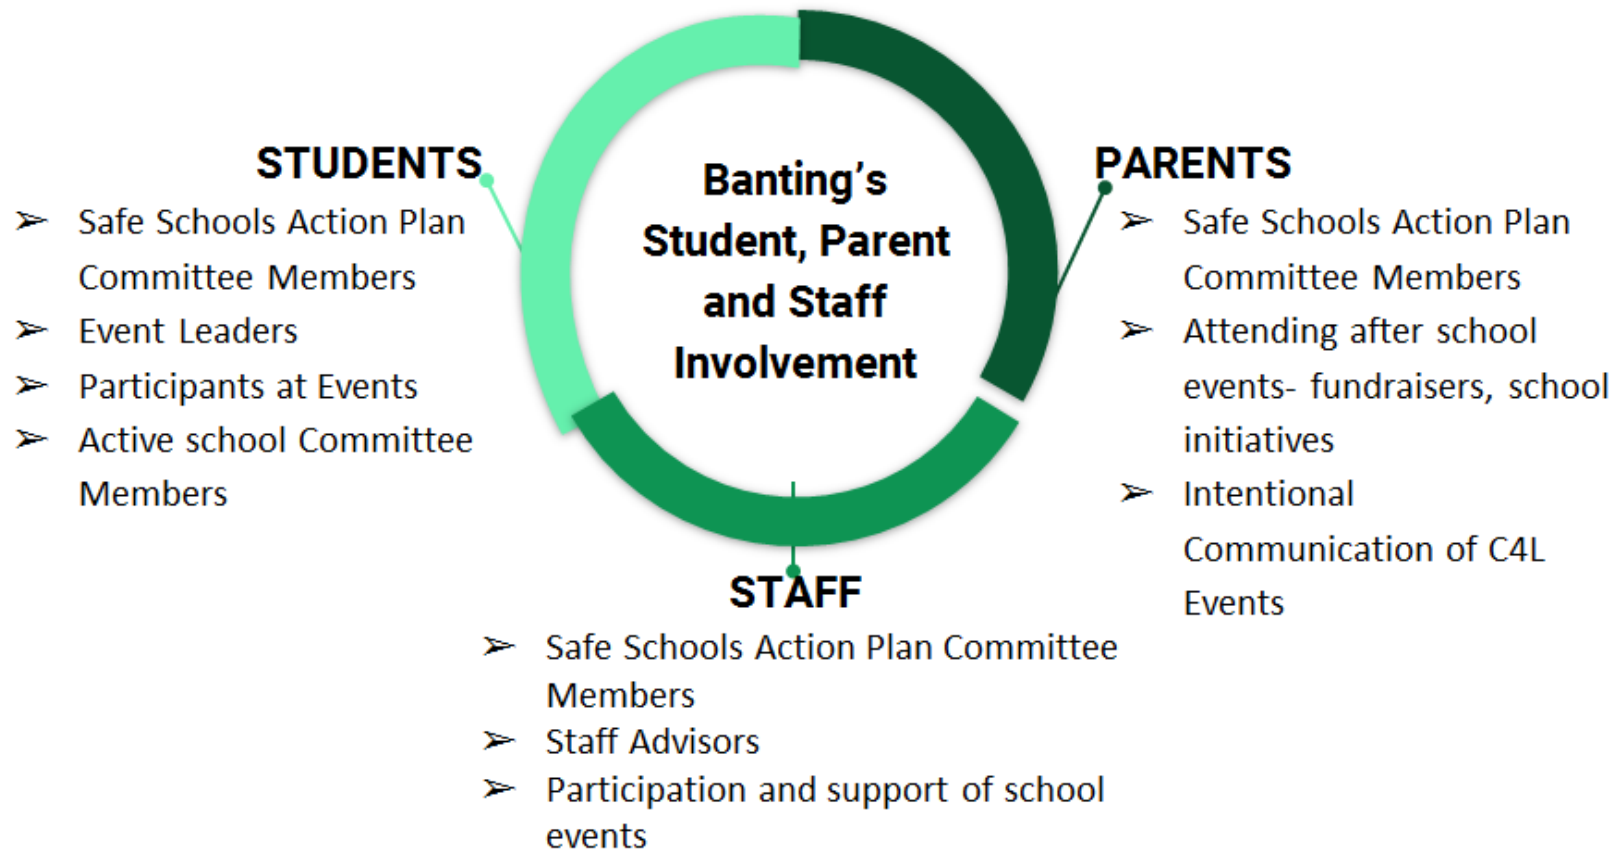 Banting’s
Student, Parent
and Staff
Involvement
STUDENTS
➢ Safe Schools Action Plan
Committee Members
➢ Event Leaders
➢ Participants at Events
➢ Active school Committee
Members
PARENTS
➢ Safe Schools Action Plan
Committee Members
➢ Attending after school
events- fundraisers, school
initiatives
➢ Intentional
Communication of C4L
Events
STAFF
➢ Safe Schools Action Plan Committee
Members
➢ Staff Advisors
➢ Participation and support of school
events